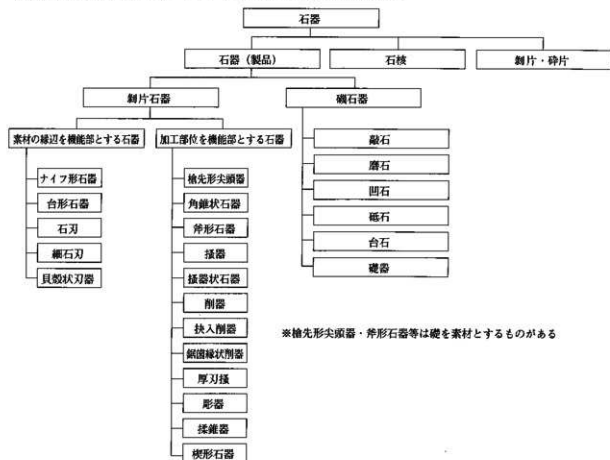 石器
石器（製品）
石核
剝片・砕片
剝片石器
礫石器
素材の縁辺を機能部とする石器
加工部位を機能部とする石器
ナイフ形石器
台形石器
石刃
細石刃
貝殻状刃器
槍先形尖頭器
角錐状石器
斧形石器
掻器
掻器状石器
削器
抉入削器
鋸歯縁状削器
厚刃掻
彫器
揉錐器
楔形石器
敲石
磨石
凹石
砥石
台石
礫器
※槍先形尖頭器・斧形石器等は礫を素材とするものがある